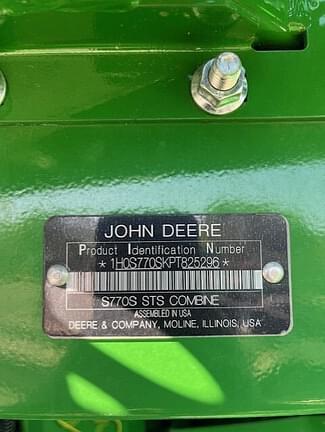 JOHN DEERE
Product Identification Number
* 1H0S770SKPT825296 *
S770S STS COMBINE
ASSEMBLED IN USA
DEERE & COMPANY, MOLINE, ILLINOIS, USA